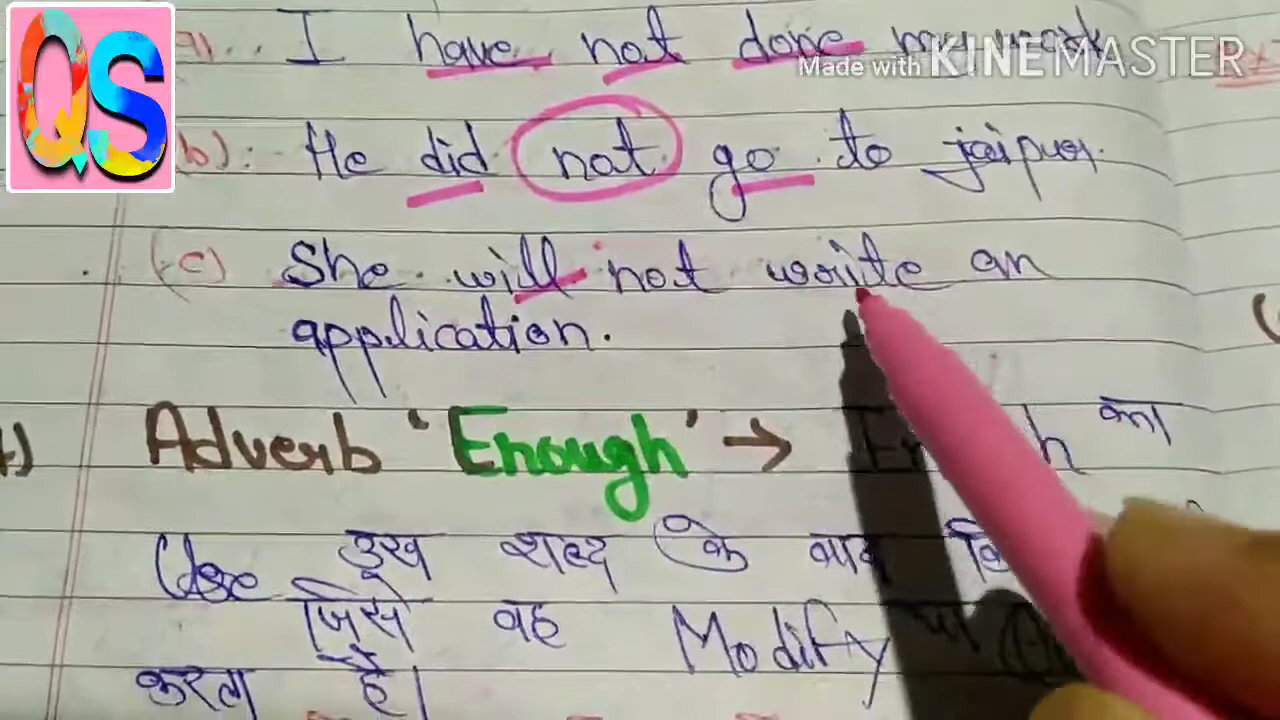 QS
I have not done my work
Made with KINEMASTER
(b). He did not go to jaipur.
(c) She will not write an
application.
Adverb 'Enough' → का
Use उस शब्द के बाद
जिसे वह Modify या
करता है।